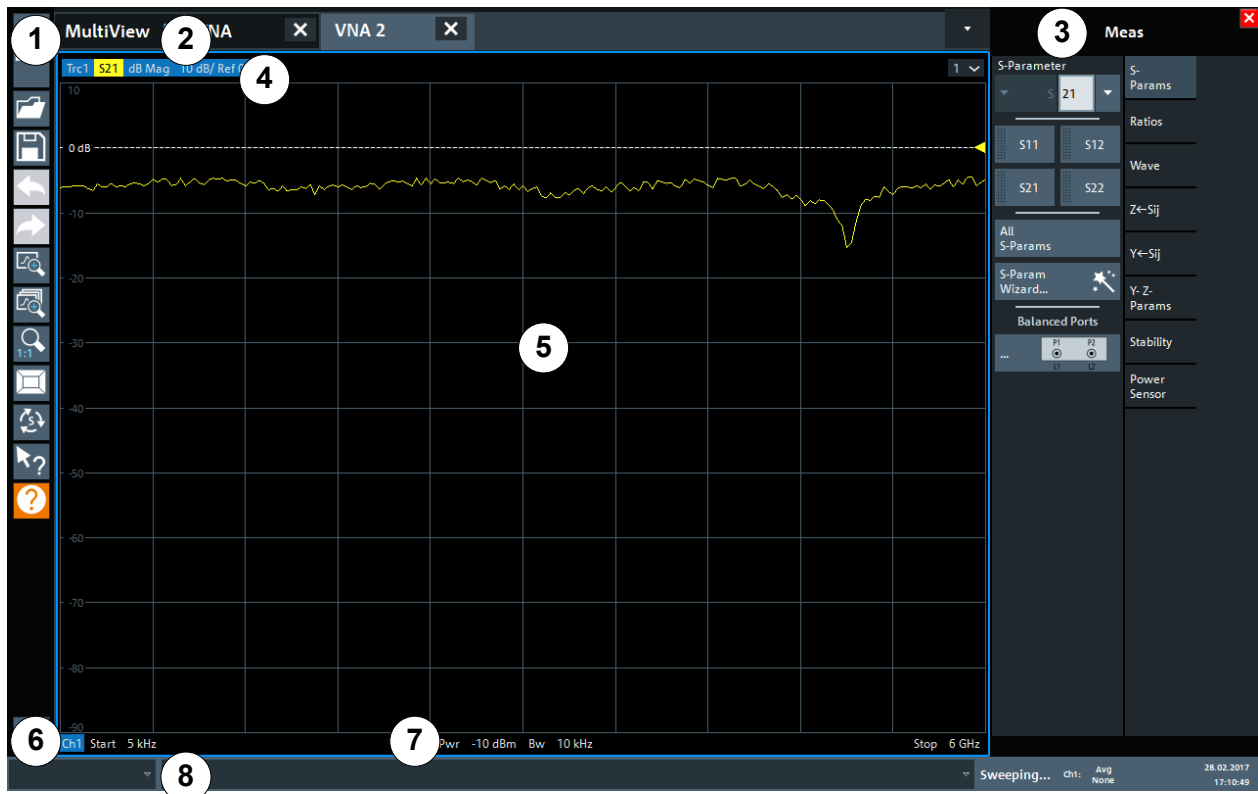 1
MultiView
2
NA
VNA 2
3
Meas
Trc1 S21 dB Mag 10 dB/ Ref
4
1
10
0 dB
-10
-20
-30
-40
-50
-60
-70
-80
-90
5
1:1
S
?
?
S-Parameter
S 21
S11
S12
S21
S22
All
S-Params
S-Param
Wizard...
Balanced Ports
...
P1
P2
L1
L2
S-
Params
Ratios
Wave
Z←Sij
Y←Sij
Y- Z-
Params
Stability
Power
Sensor
6
Ch1 Start 5 kHz
7
Pwr -10 dBm Bw 10 kHz
Stop 6 GHz
8
Sweeping... Ch1: Avg
None
28.02.2017
17:10:49